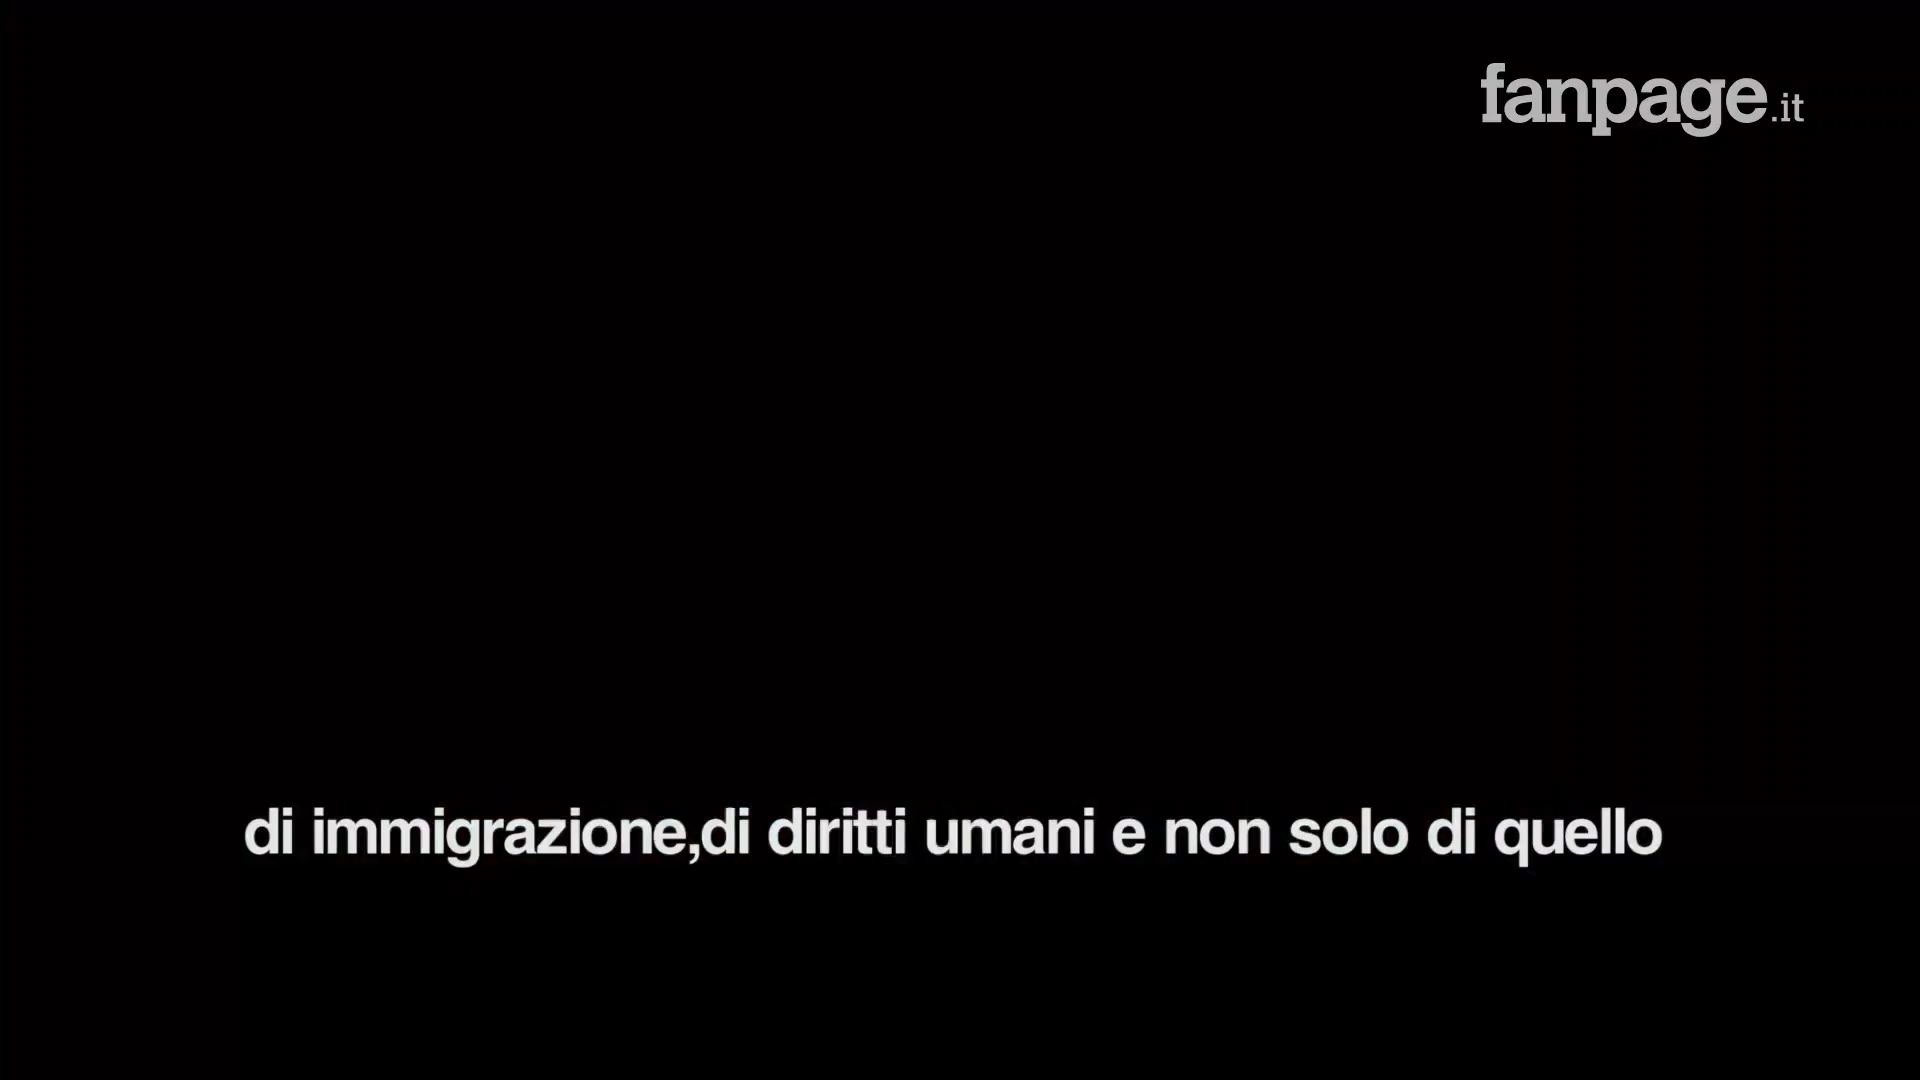 fanpage.it
di immigrazione,di diritti umani e non solo di quello